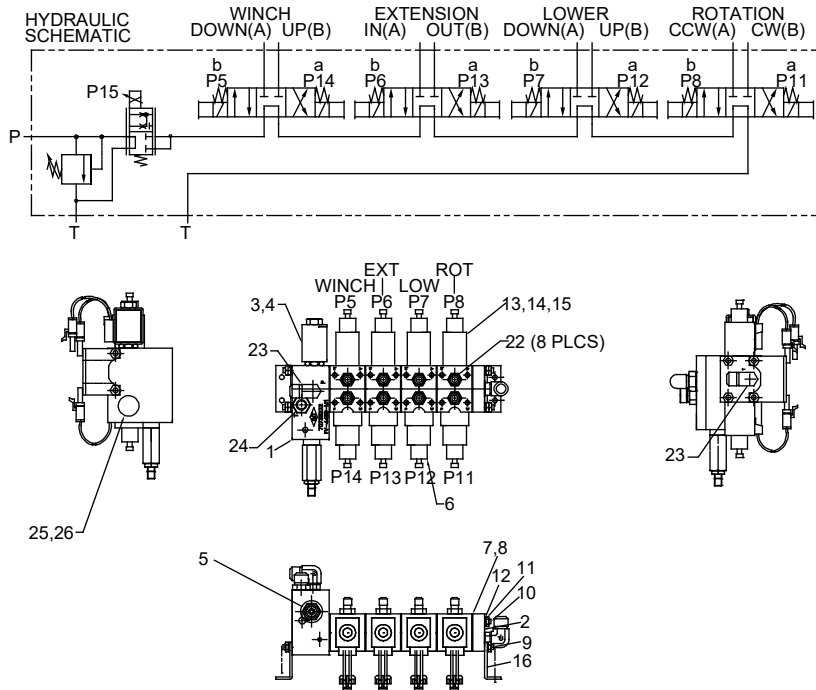 HYDRAULIC
SCHEMATIC
WINCH
DOWN(A) UP(B)
EXTENSION
IN(A) OUT(B)
LOWER
DOWN(A) UP(B)
ROTATION
CCW(A) CW(B)
b
P5
a
P14
b
P6
a
P13
b
P7
a
P12
b
P8
a
P11
P15
P
T
T
EXT
ROT
WINCH
LOW
P5
P6
P7
P8
3,4
13,14,15
23
22 (8 PLCS)
24
1
P14
P13
P12
P11
6
25,26
23
5
7,8
12
11
10
2
9
16